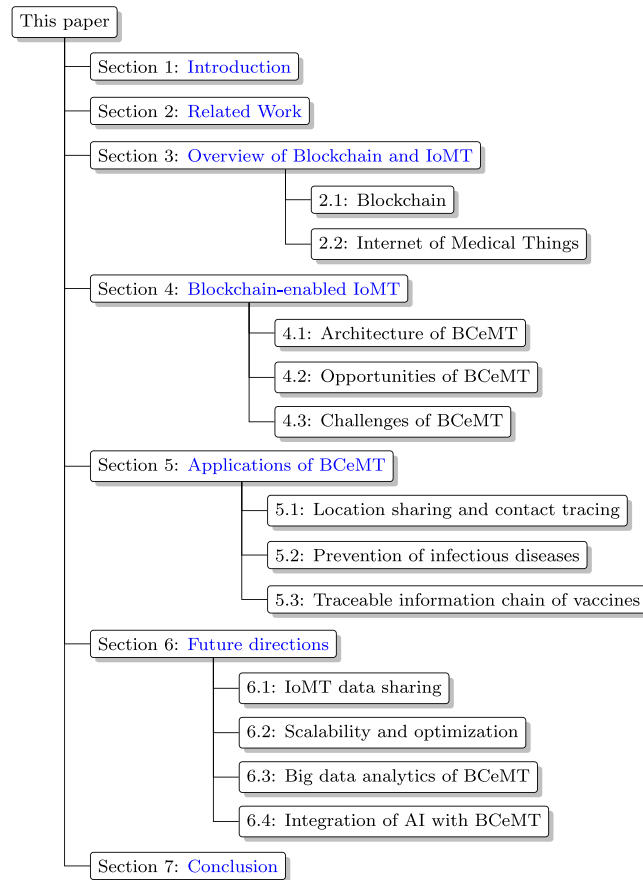 This paper
Section 1: Introduction
Section 2: Related Work
Section 3: Overview of Blockchain and IoMT
2.1: Blockchain
2.2: Internet of Medical Things
Section 4: Blockchain-enabled IoMT
4.1: Architecture of BCeMT
4.2: Opportunities of BCeMT
4.3: Challenges of BCeMT
Section 5: Applications of BCeMT
5.1: Location sharing and contact tracing
5.2: Prevention of infectious diseases
5.3: Traceable information chain of vaccines
Section 6: Future directions
6.1: IoMT data sharing
6.2: Scalability and optimization
6.3: Big data analytics of BCeMT
6.4: Integration of AI with BCeMT
Section 7: Conclusion